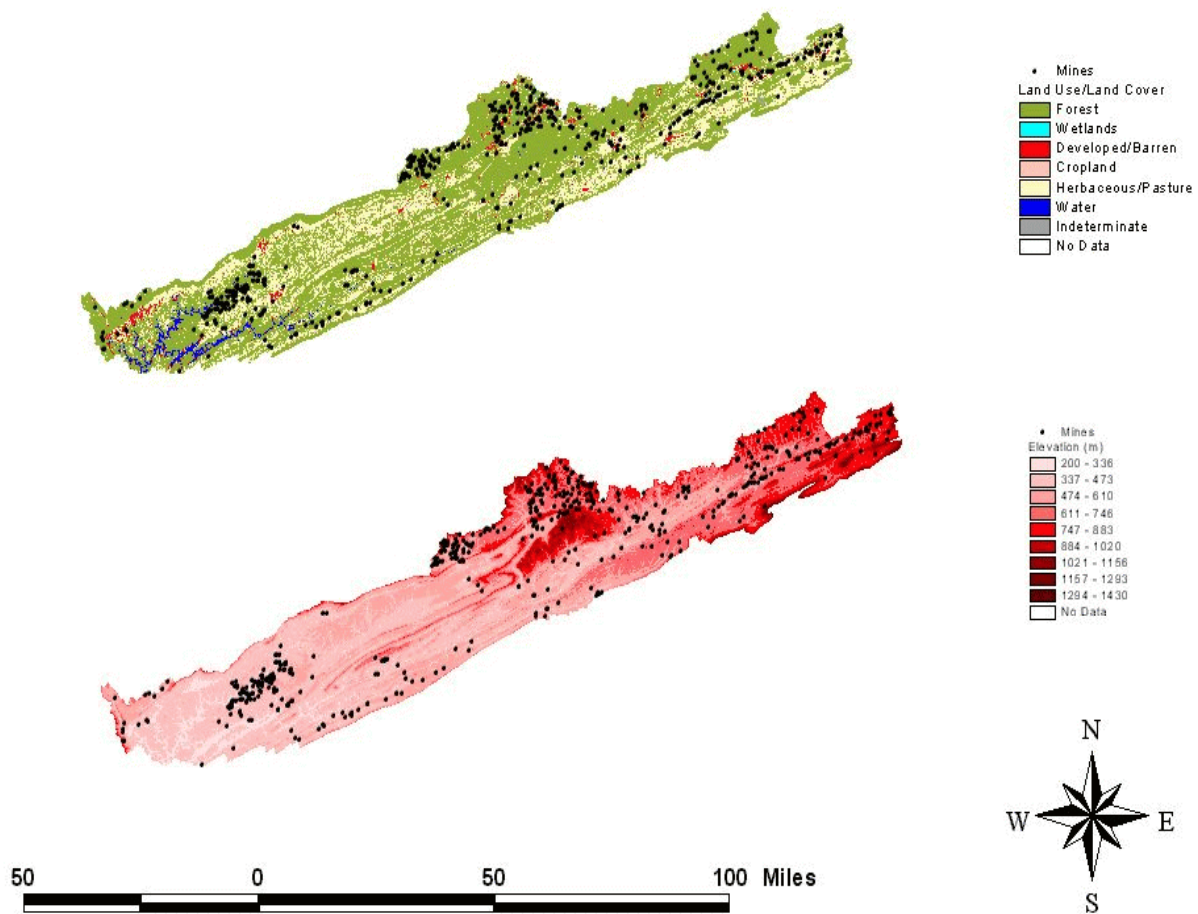 Mines
Land Use/Land Cover
Forest
Wetlands
Developed/Barren
Cropland
Herbaceous/Pasture
Water
Indeterminate
No Data
Mines
Elevation (m)
200 - 336
337 - 473
474 - 610
611 - 746
747 - 883
884 - 1020
1021 - 1156
1157 - 1293
1294 - 1430
No Data
N
W E
S
50 0 50 100 Miles